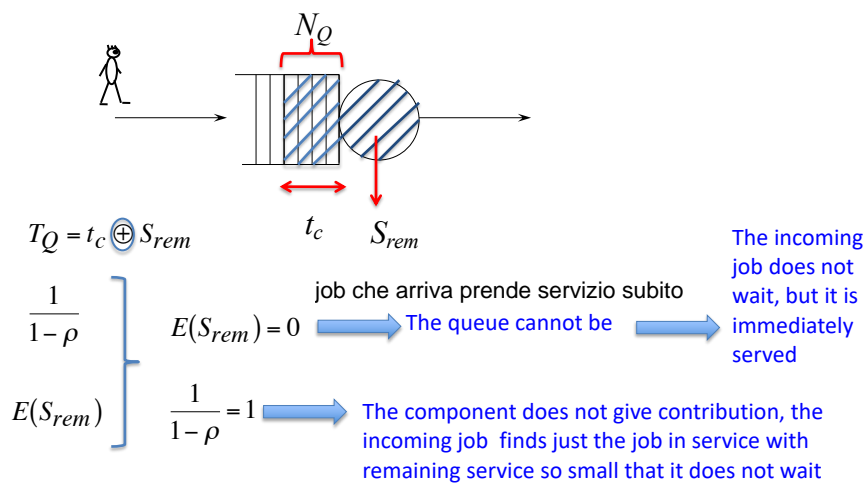 N_Q
t_c
S_rem
T_Q = t_c ⊕ S_rem
1/(1−ρ)
E(S_rem)
E(S_rem) = 0
job che arriva prende servizio subito
The queue cannot be
The incoming
job does not
wait, but it is
immediately
served
1/(1−ρ) = 1
The component does not give contribution, the
incoming job finds just the job in service with
remaining service so small that it does not wait